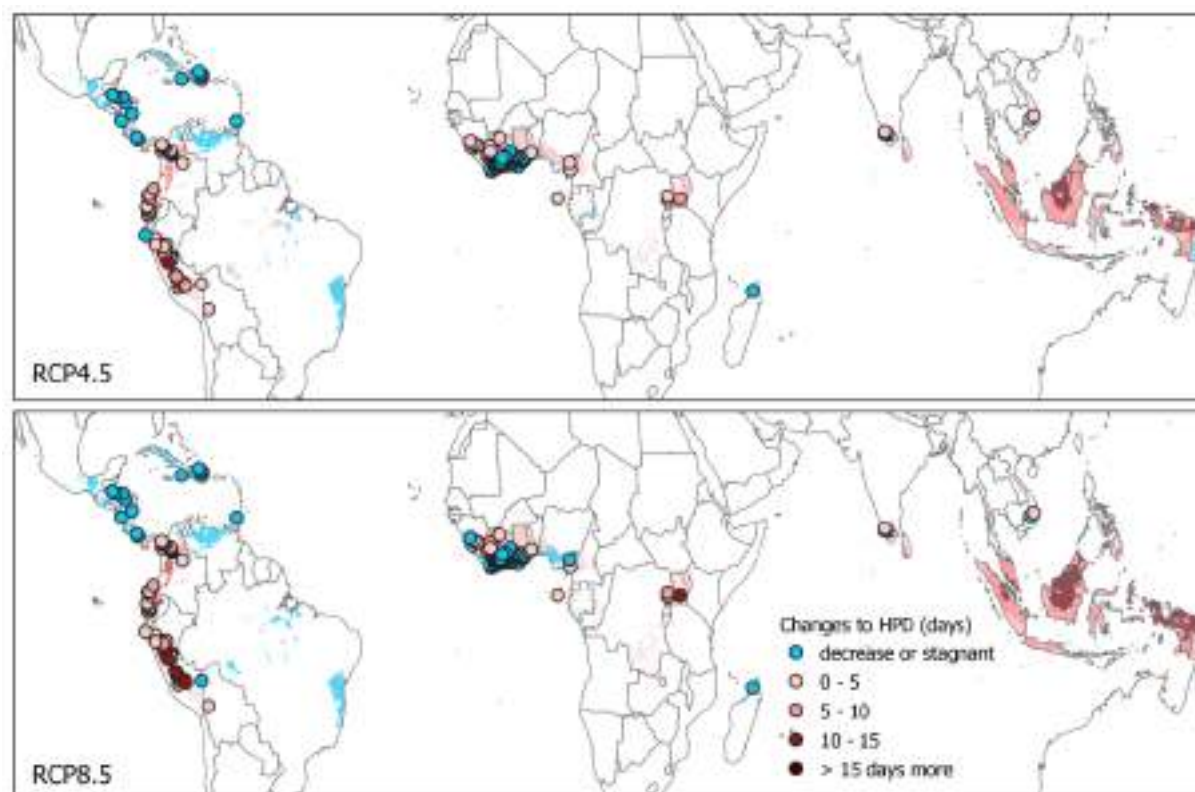 RCP4.5
RCP8.5
Changes to HPD (days)
decrease or stagnant
0 - 5
5 - 10
10 - 15
> 15 days more